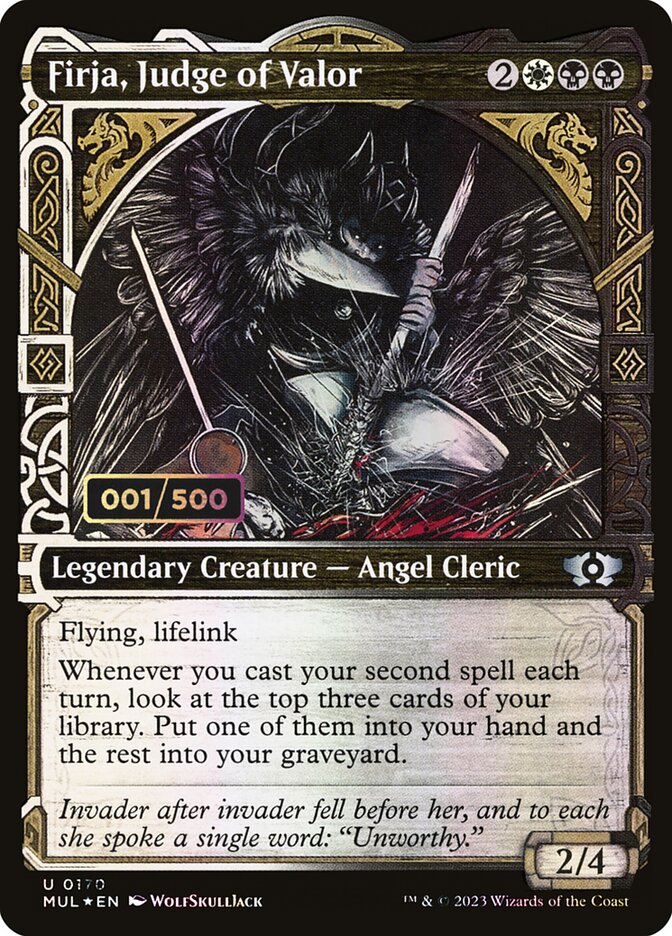 Firja, Judge of Valor
2
001/500
Legendary Creature — Angel Cleric
Flying, lifelink
Whenever you cast your second spell each
turn, look at the top three cards of your
library. Put one of them into your hand and
the rest into your graveyard.
Invader after invader fell before her, and to each
she spoke a single word: “Unworthy.”
2/4
U 0170
MUL★EN WolfSkullJack
™ & © 2023 Wizards of the Coast